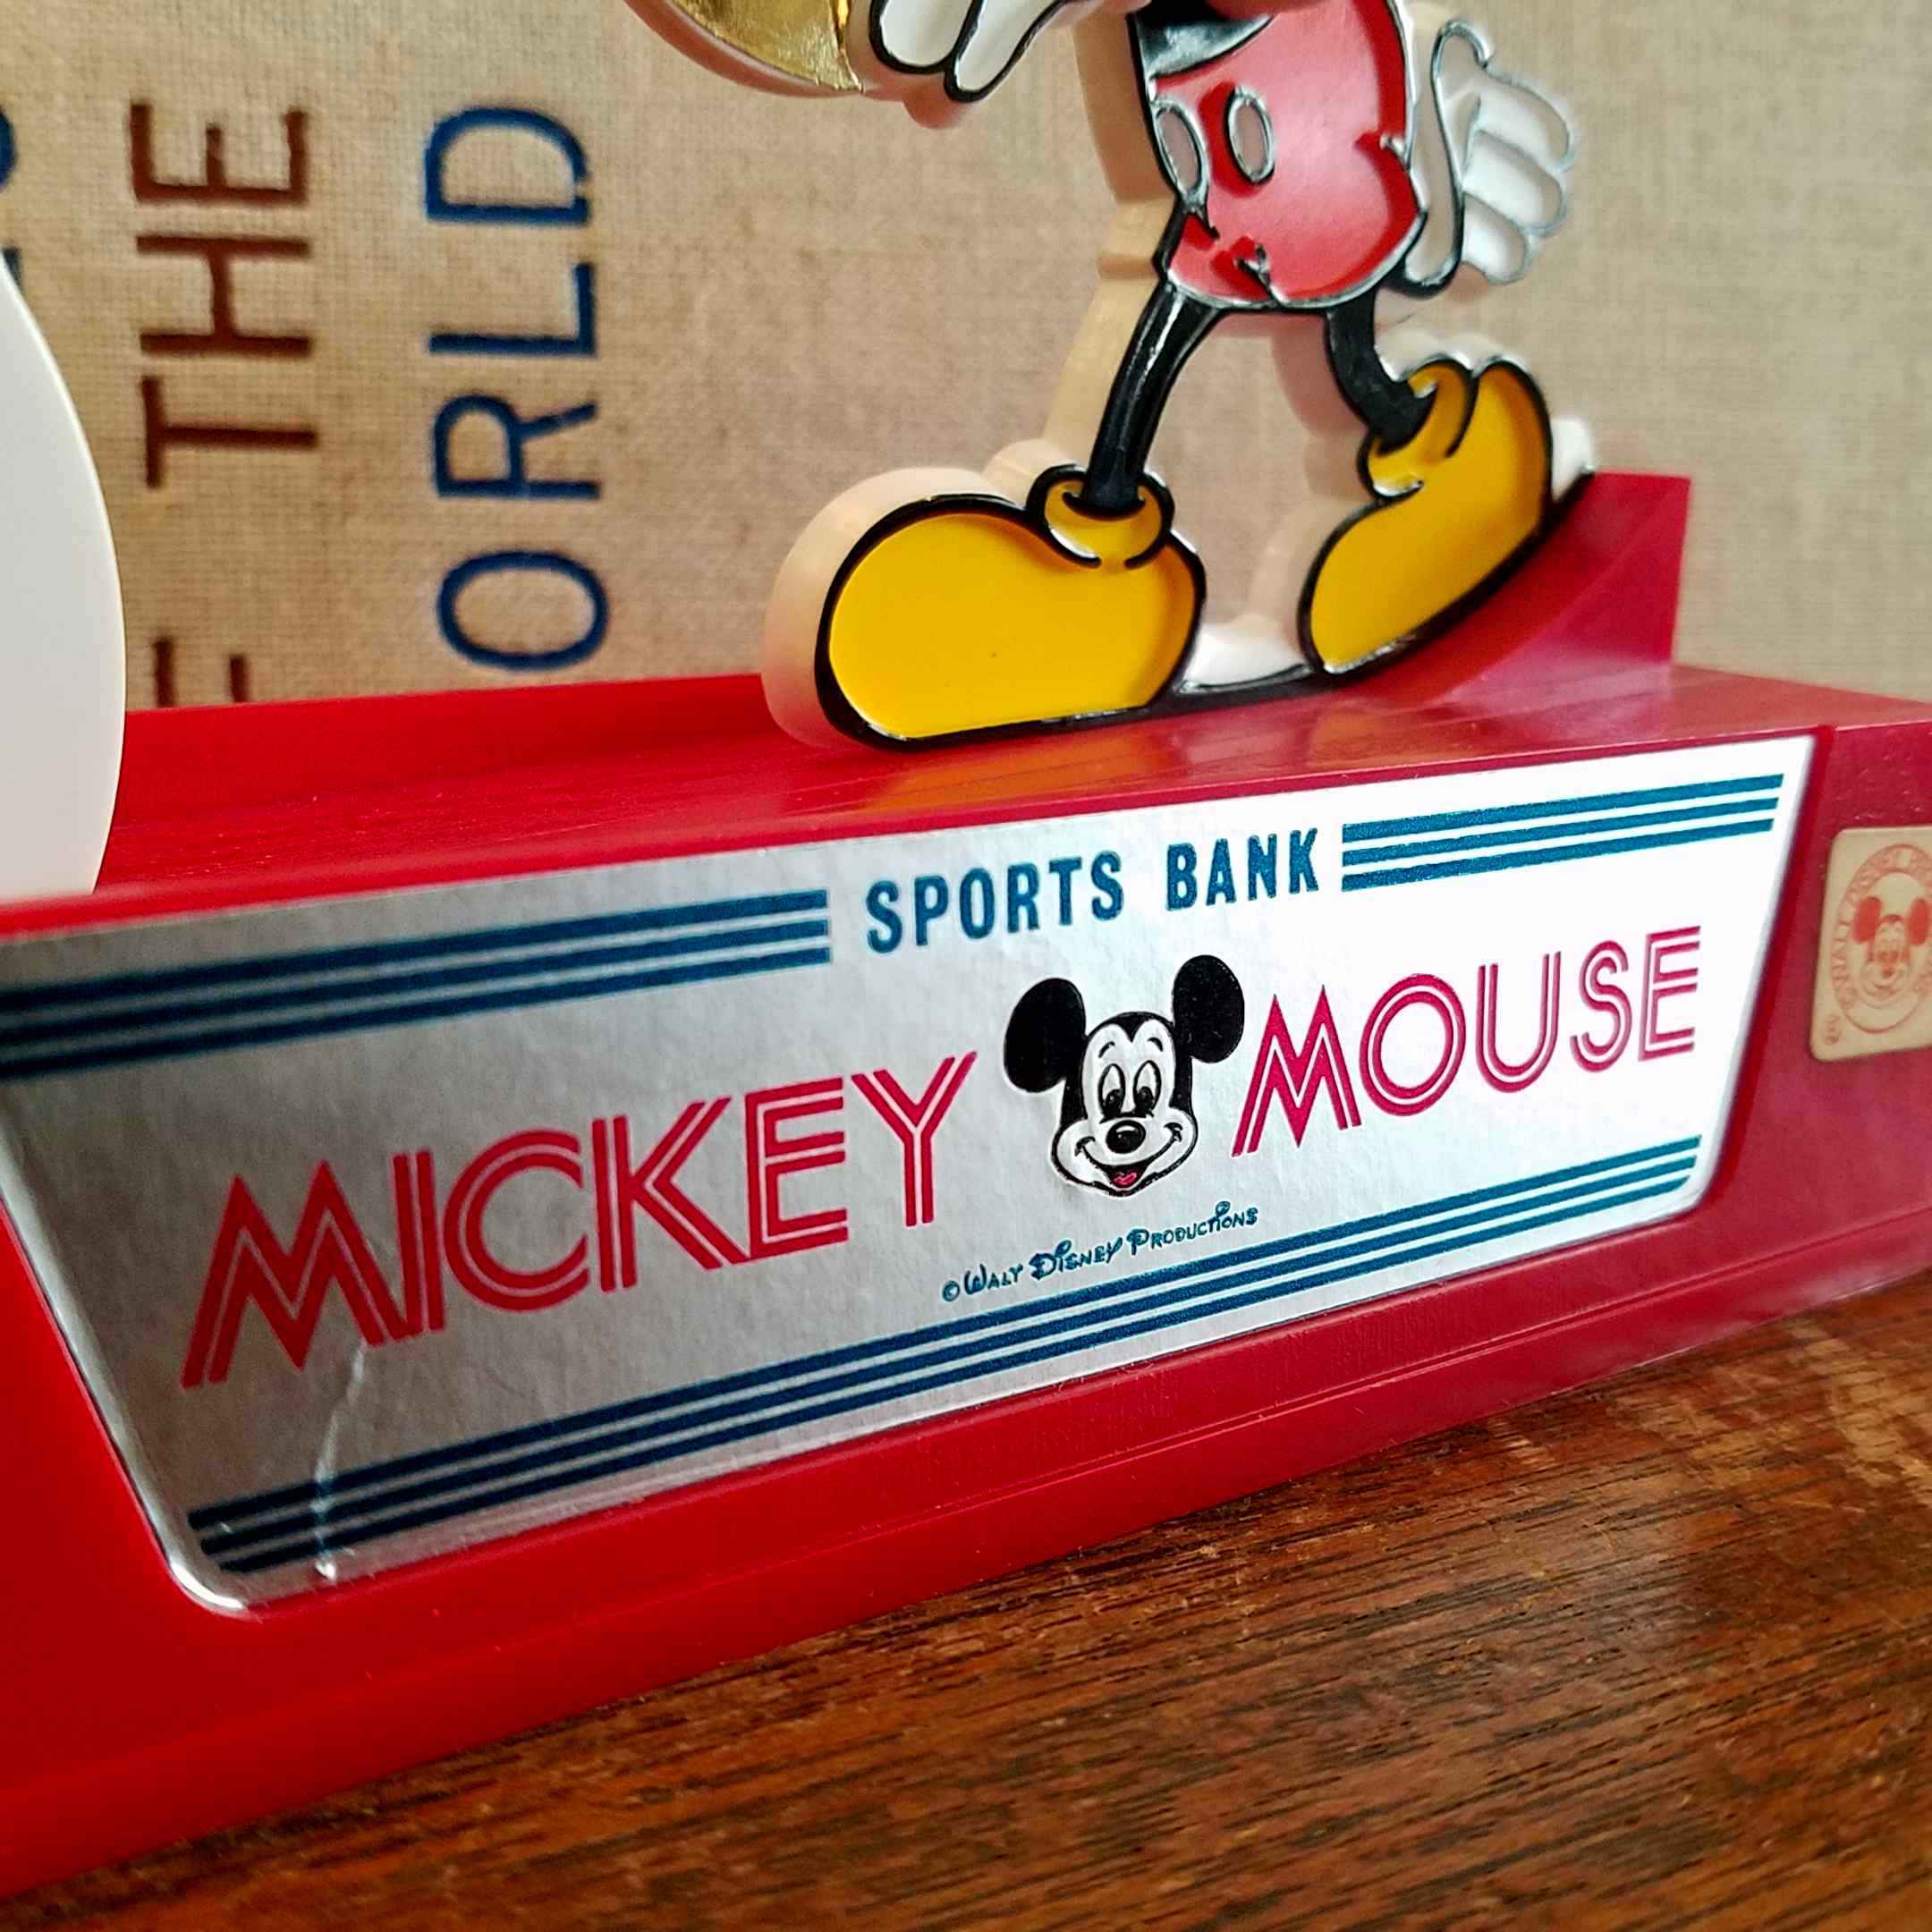 THE
ORLD
SPORTS BANK
MICKEY MOUSE
© WALT DISNEY PRODUCTIONS